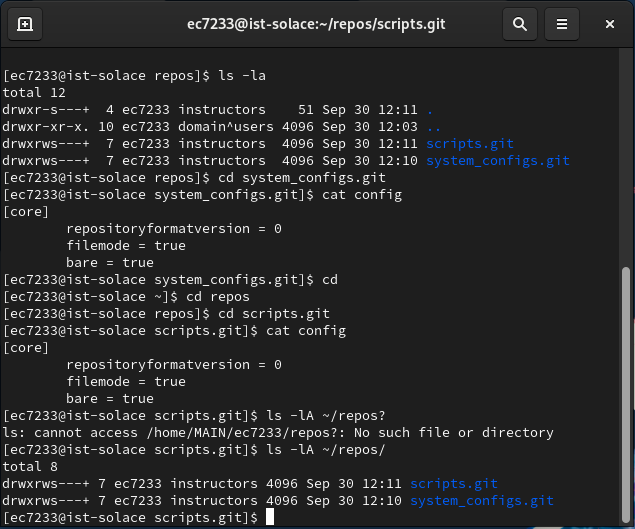 ec7233@ist-solace:~/repos/scripts.git
[ec7233@ist-solace repos]$ ls -la
total 12
drwxr-s---+  4 ec7233 instractors    51 Sep 30 12:11 .
drwxr-xr-x. 10 ec7233 domain^users 4096 Sep 30 12:03 ..
drwxrws---+  7 ec7233 instructors  4096 Sep 30 12:11 scripts.git
drwxrws---+  7 ec7233 instructors  4096 Sep 30 12:10 system_configs.git
[ec7233@ist-solace repos]$ cd system_configs.git
[ec7233@ist-solace system_configs.git]$ cat config
[core]
        repositoryformatversion = 0
        filemode = true
        bare = true
[ec7233@ist-solace system_configs.git]$ cd
[ec7233@ist-solace ~]$ cd repos
[ec7233@ist-solace repos]$ cd scripts.git
[ec7233@ist-solace scripts.git]$ cat config
[core]
        repositoryformatversion = 0
        filemode = true
        bare = true
[ec7233@ist-solace scripts.git]$ ls -lA ~/repos?
ls: cannot access /home/MAIN/ec7233/repos?: No such file or directory
[ec7233@ist-solace scripts.git]$ ls -lA ~/repos/
total 8
drwxrws---+ 7 ec7233 instructors 4096 Sep 30 12:11 scripts.git
drwxrws---+ 7 ec7233 instructors 4096 Sep 30 12:10 system_configs.git
[ec7233@ist-solace scripts.git]$